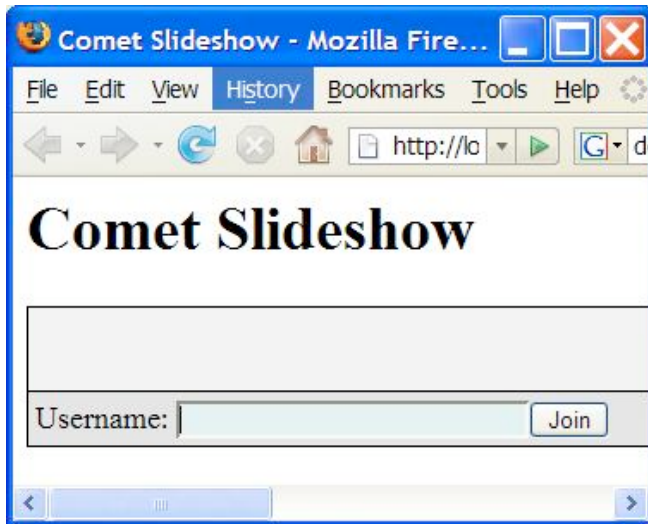 Comet Slideshow - Mozilla Fire...
File Edit View History Bookmarks Tools Help
http://lo G d
Comet Slideshow
Username: Join